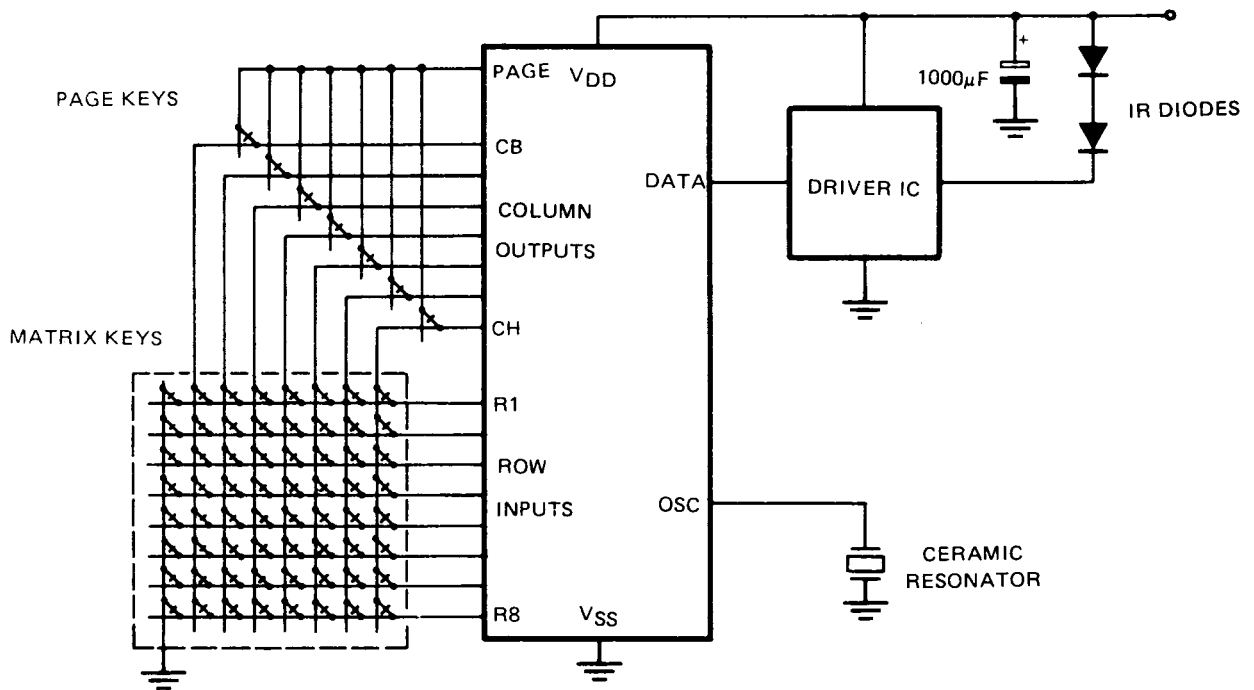 PAGE
VDD
PAGE KEYS
1000μF
+
IR DIODES
CB
DATA
DRIVER IC
COLUMN
OUTPUTS
CH
MATRIX KEYS
R1
ROW
INPUTS
OSC
CERAMIC
RESONATOR
R8
VSS